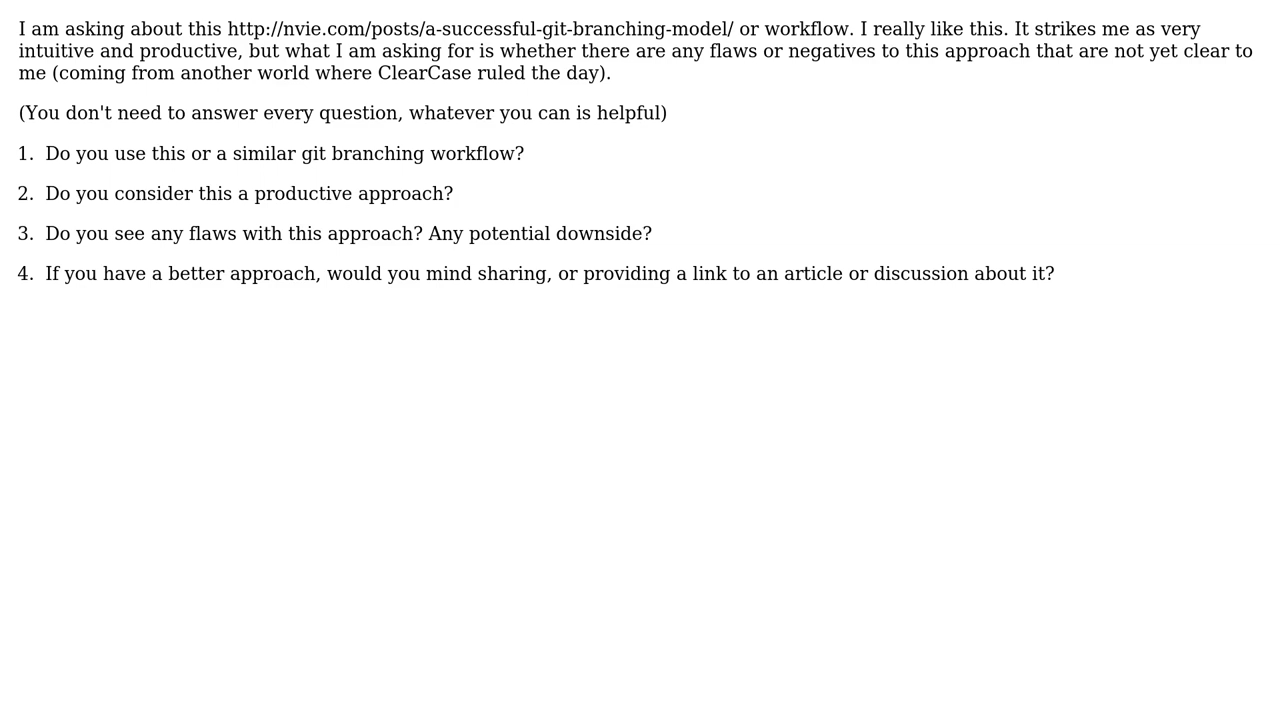 I am asking about this http://nvie.com/posts/a-successful-git-branching-model/ or workflow. I really like this. It strikes me as very
intuitive and productive, but what I am asking for is whether there are any flaws or negatives to this approach that are not yet clear to
me (coming from another world where ClearCase ruled the day).
(You don't need to answer every question, whatever you can is helpful)
1. Do you use this or a similar git branching workflow?
2. Do you consider this a productive approach?
3. Do you see any flaws with this approach? Any potential downside?
4. If you have a better approach, would you mind sharing, or providing a link to an article or discussion about it?